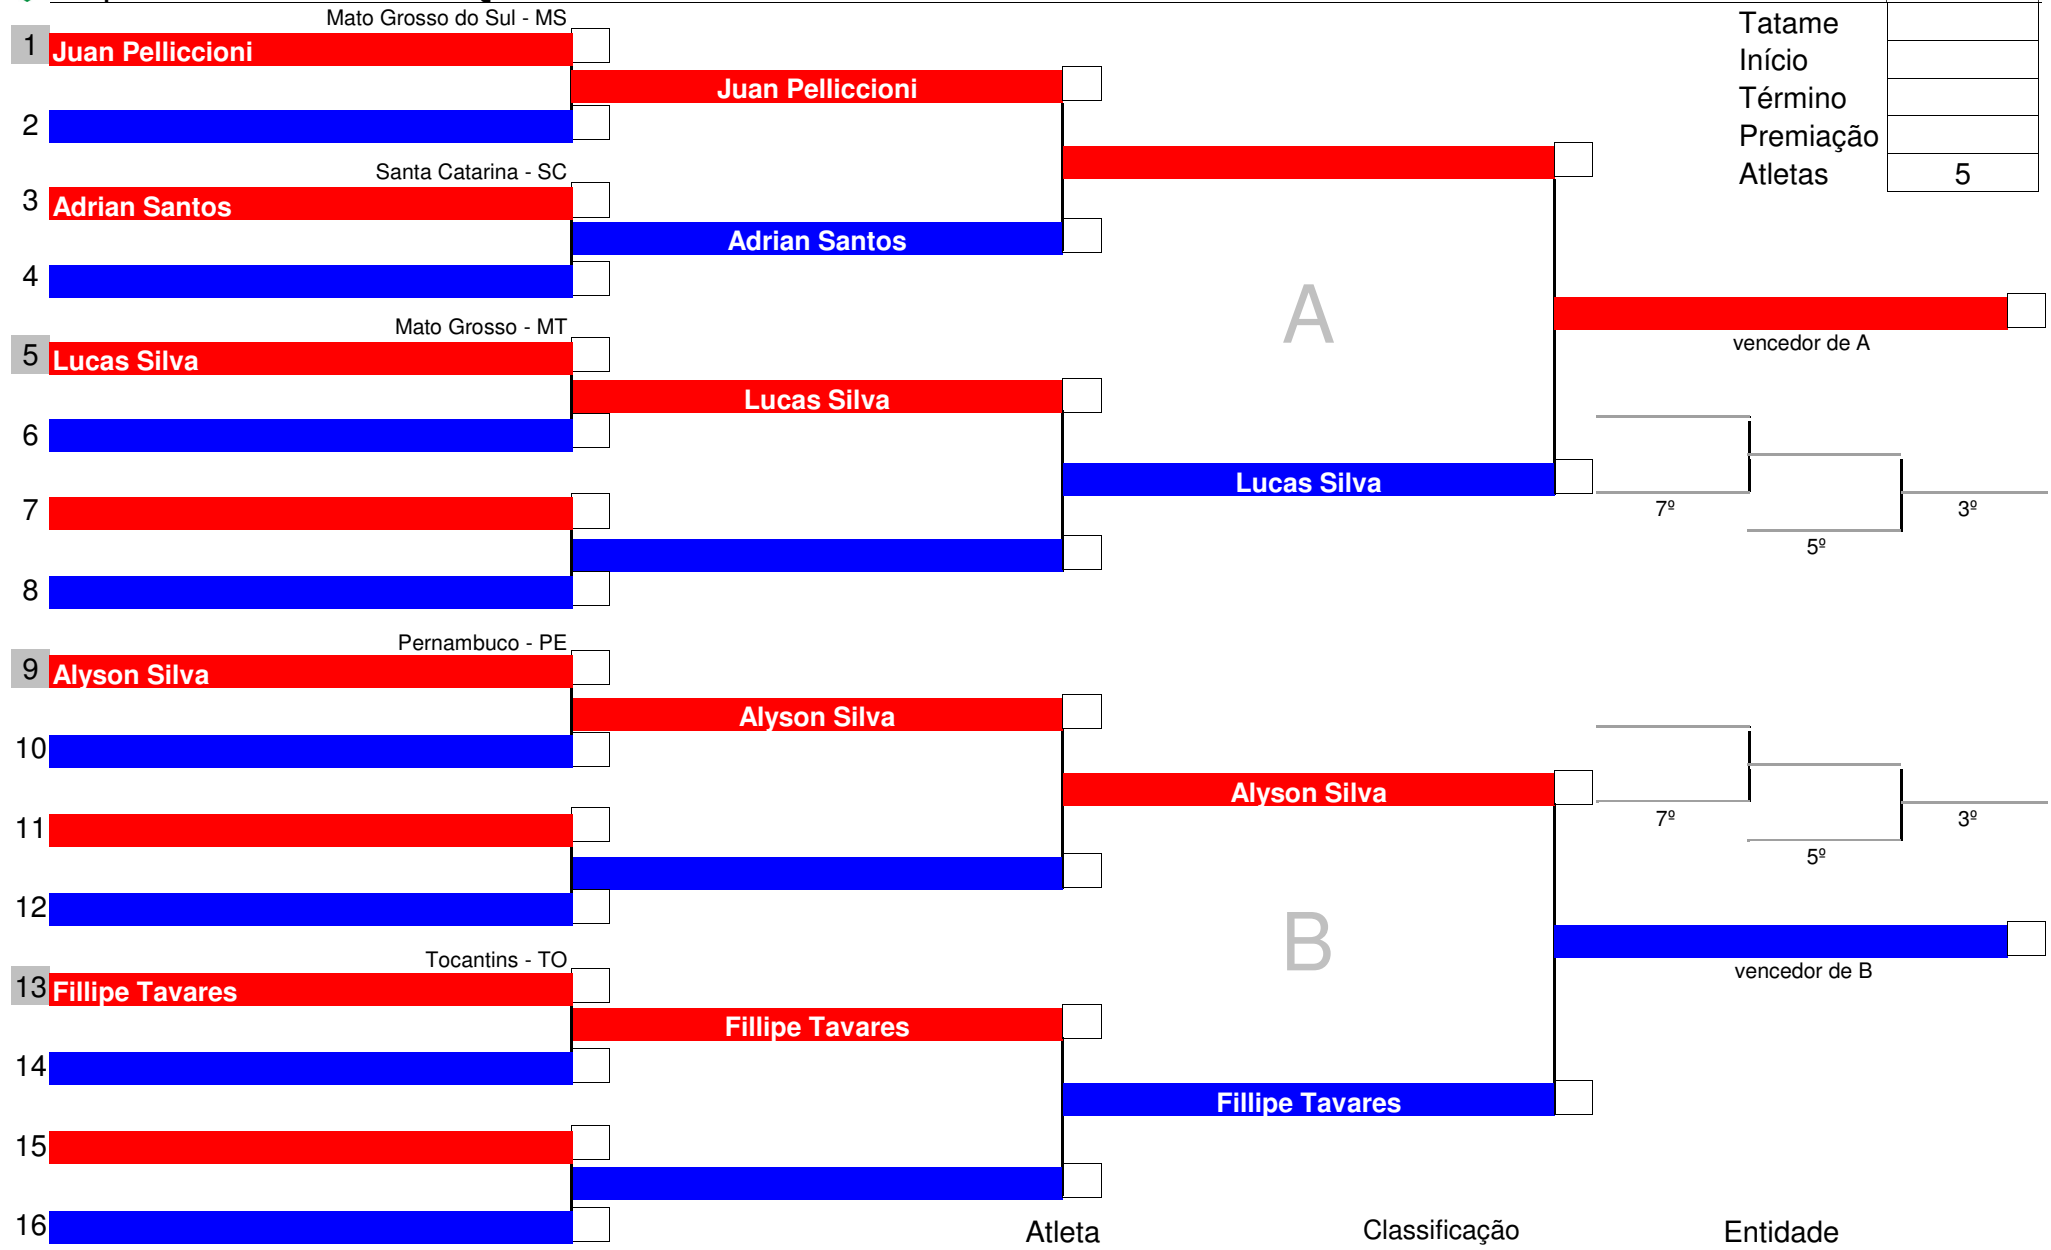 Mato Grosso do Sul - MS
Tatame
1 Juan Pelliccioni
Início
Juan Pelliccioni
Término
2
Premiação
Santa Catarina - SC
Atletas 5
3 Adrian Santos
Adrian Santos
4
A
Mato Grosso - MT
vencedor de A
5 Lucas Silva
Lucas Silva
6
Lucas Silva
7
7º 3º
5º
8
Pernambuco - PE
9 Alyson Silva
Alyson Silva
10
Alyson Silva
11
7º 3º
5º
12
B
Tocantins - TO
vencedor de B
13 Fillipe Tavares
Fillipe Tavares
14
Fillipe Tavares
15
16
Atleta Classificação Entidade